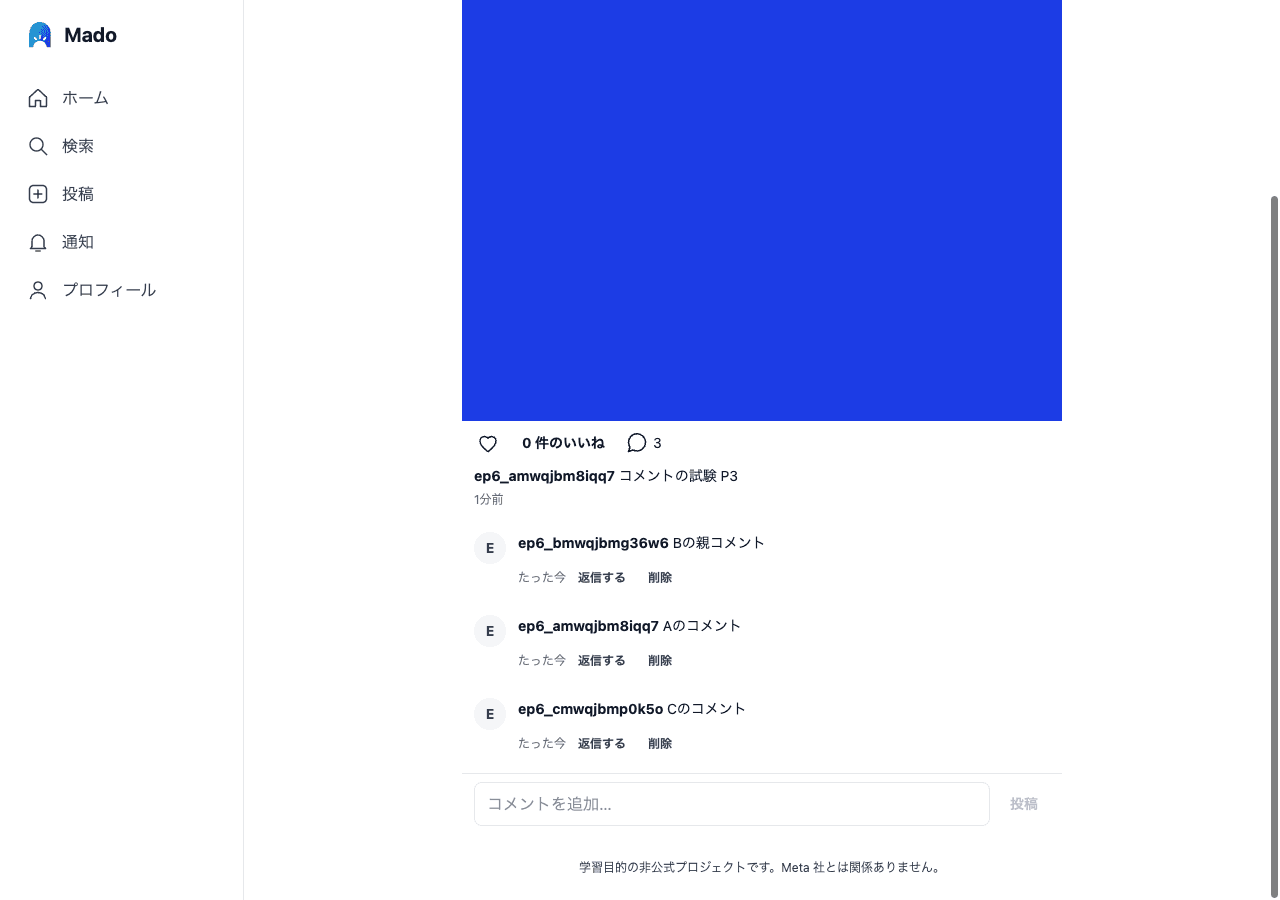 Mado
ホーム
検索
投稿
通知
プロフィール
0 件のいいね 3
ep6_amwqjbm8iqq7 コメントの試験 P3
1分前
E
ep6_bmwqjbmg36w6 Bの親コメント
たった今 返信する 削除
E
ep6_amwqjbm8iqq7 Aのコメント
たった今 返信する 削除
E
ep6_cmwqjbmp0k5o Cのコメント
たった今 返信する 削除
コメントを追加... 投稿
学習目的の非公式プロジェクトです。Meta 社とは関係ありません。